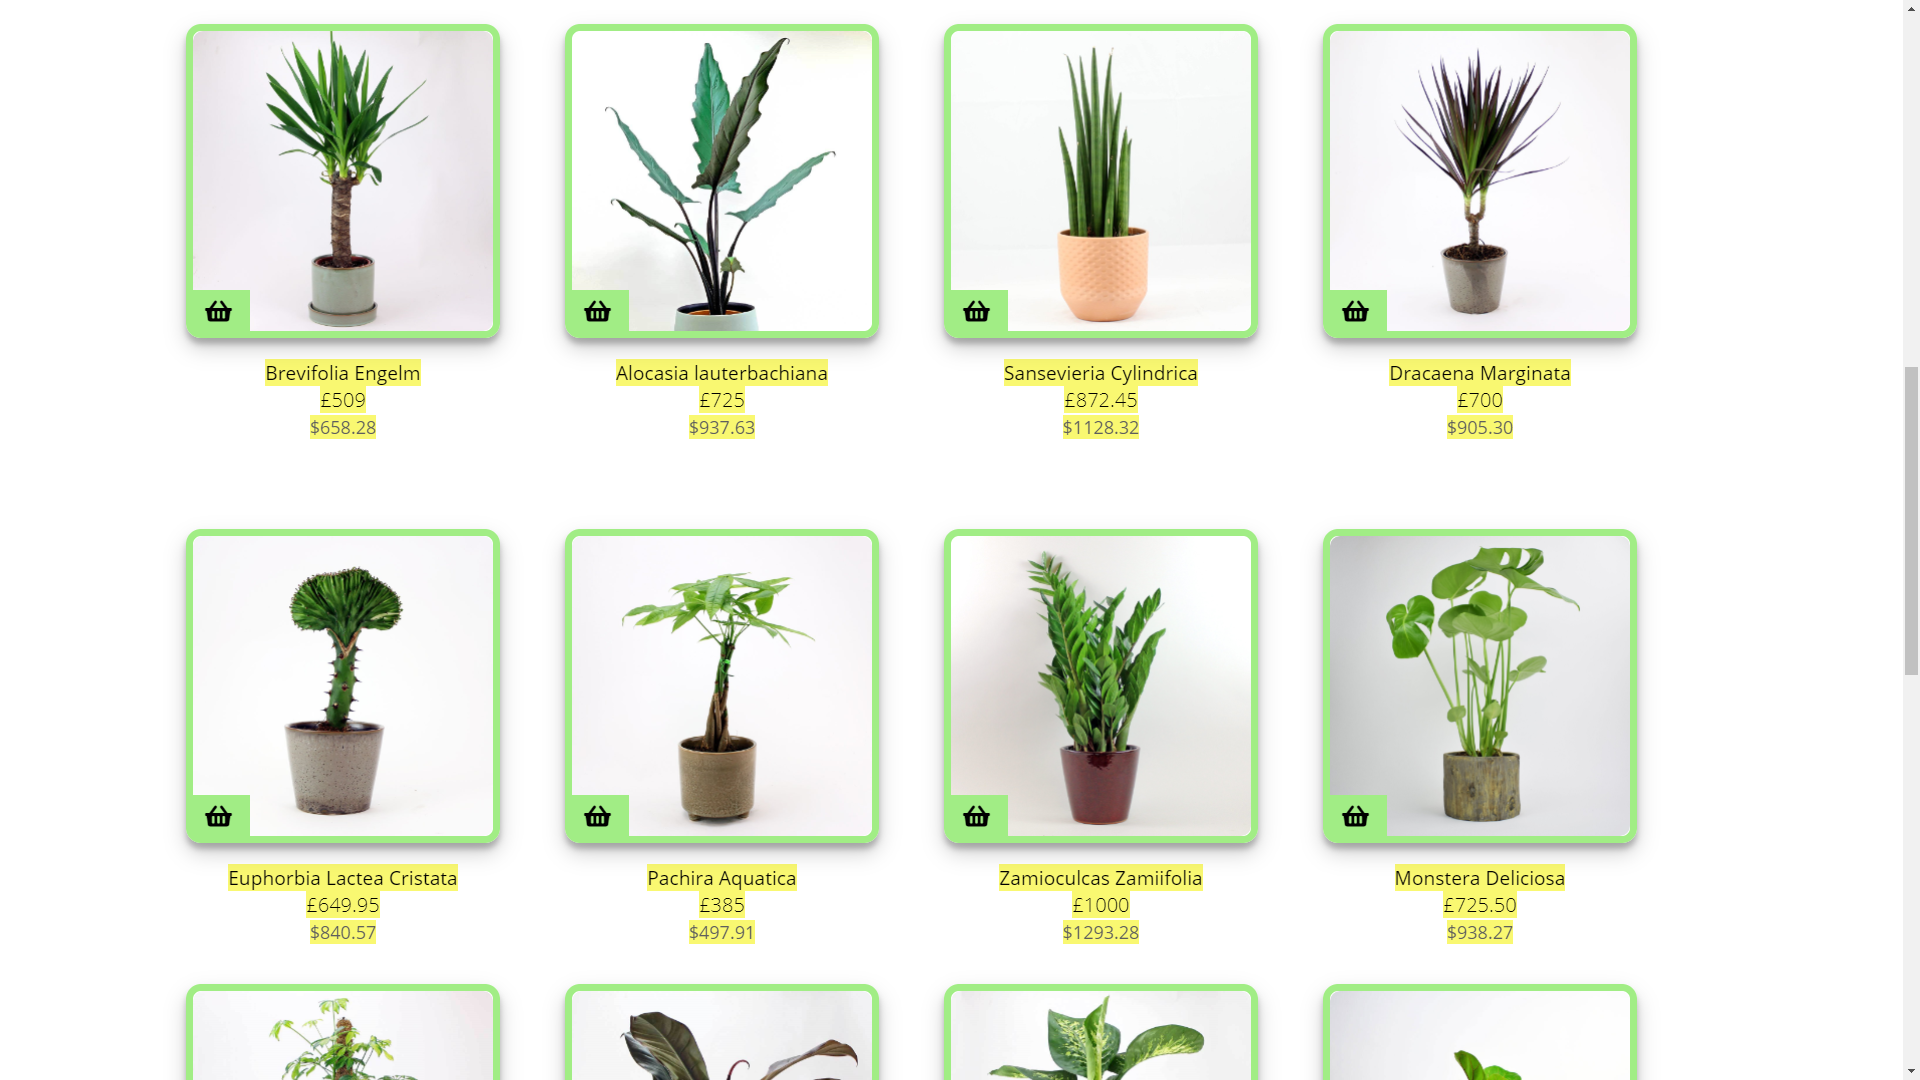 Brevifolia Engelm
£509
$658.28
Alocasia lauterbachiana
£725
$937.63
Sansevieria Cylindrica
£872.45
$1128.32
Dracaena Marginata
£700
$905.30
Euphorbia Lactea Cristata
£649.95
$840.57
Pachira Aquatica
£385
$497.91
Zamioculcas Zamiifolia
£1000
$1293.28
Monstera Deliciosa
£725.50
$938.27